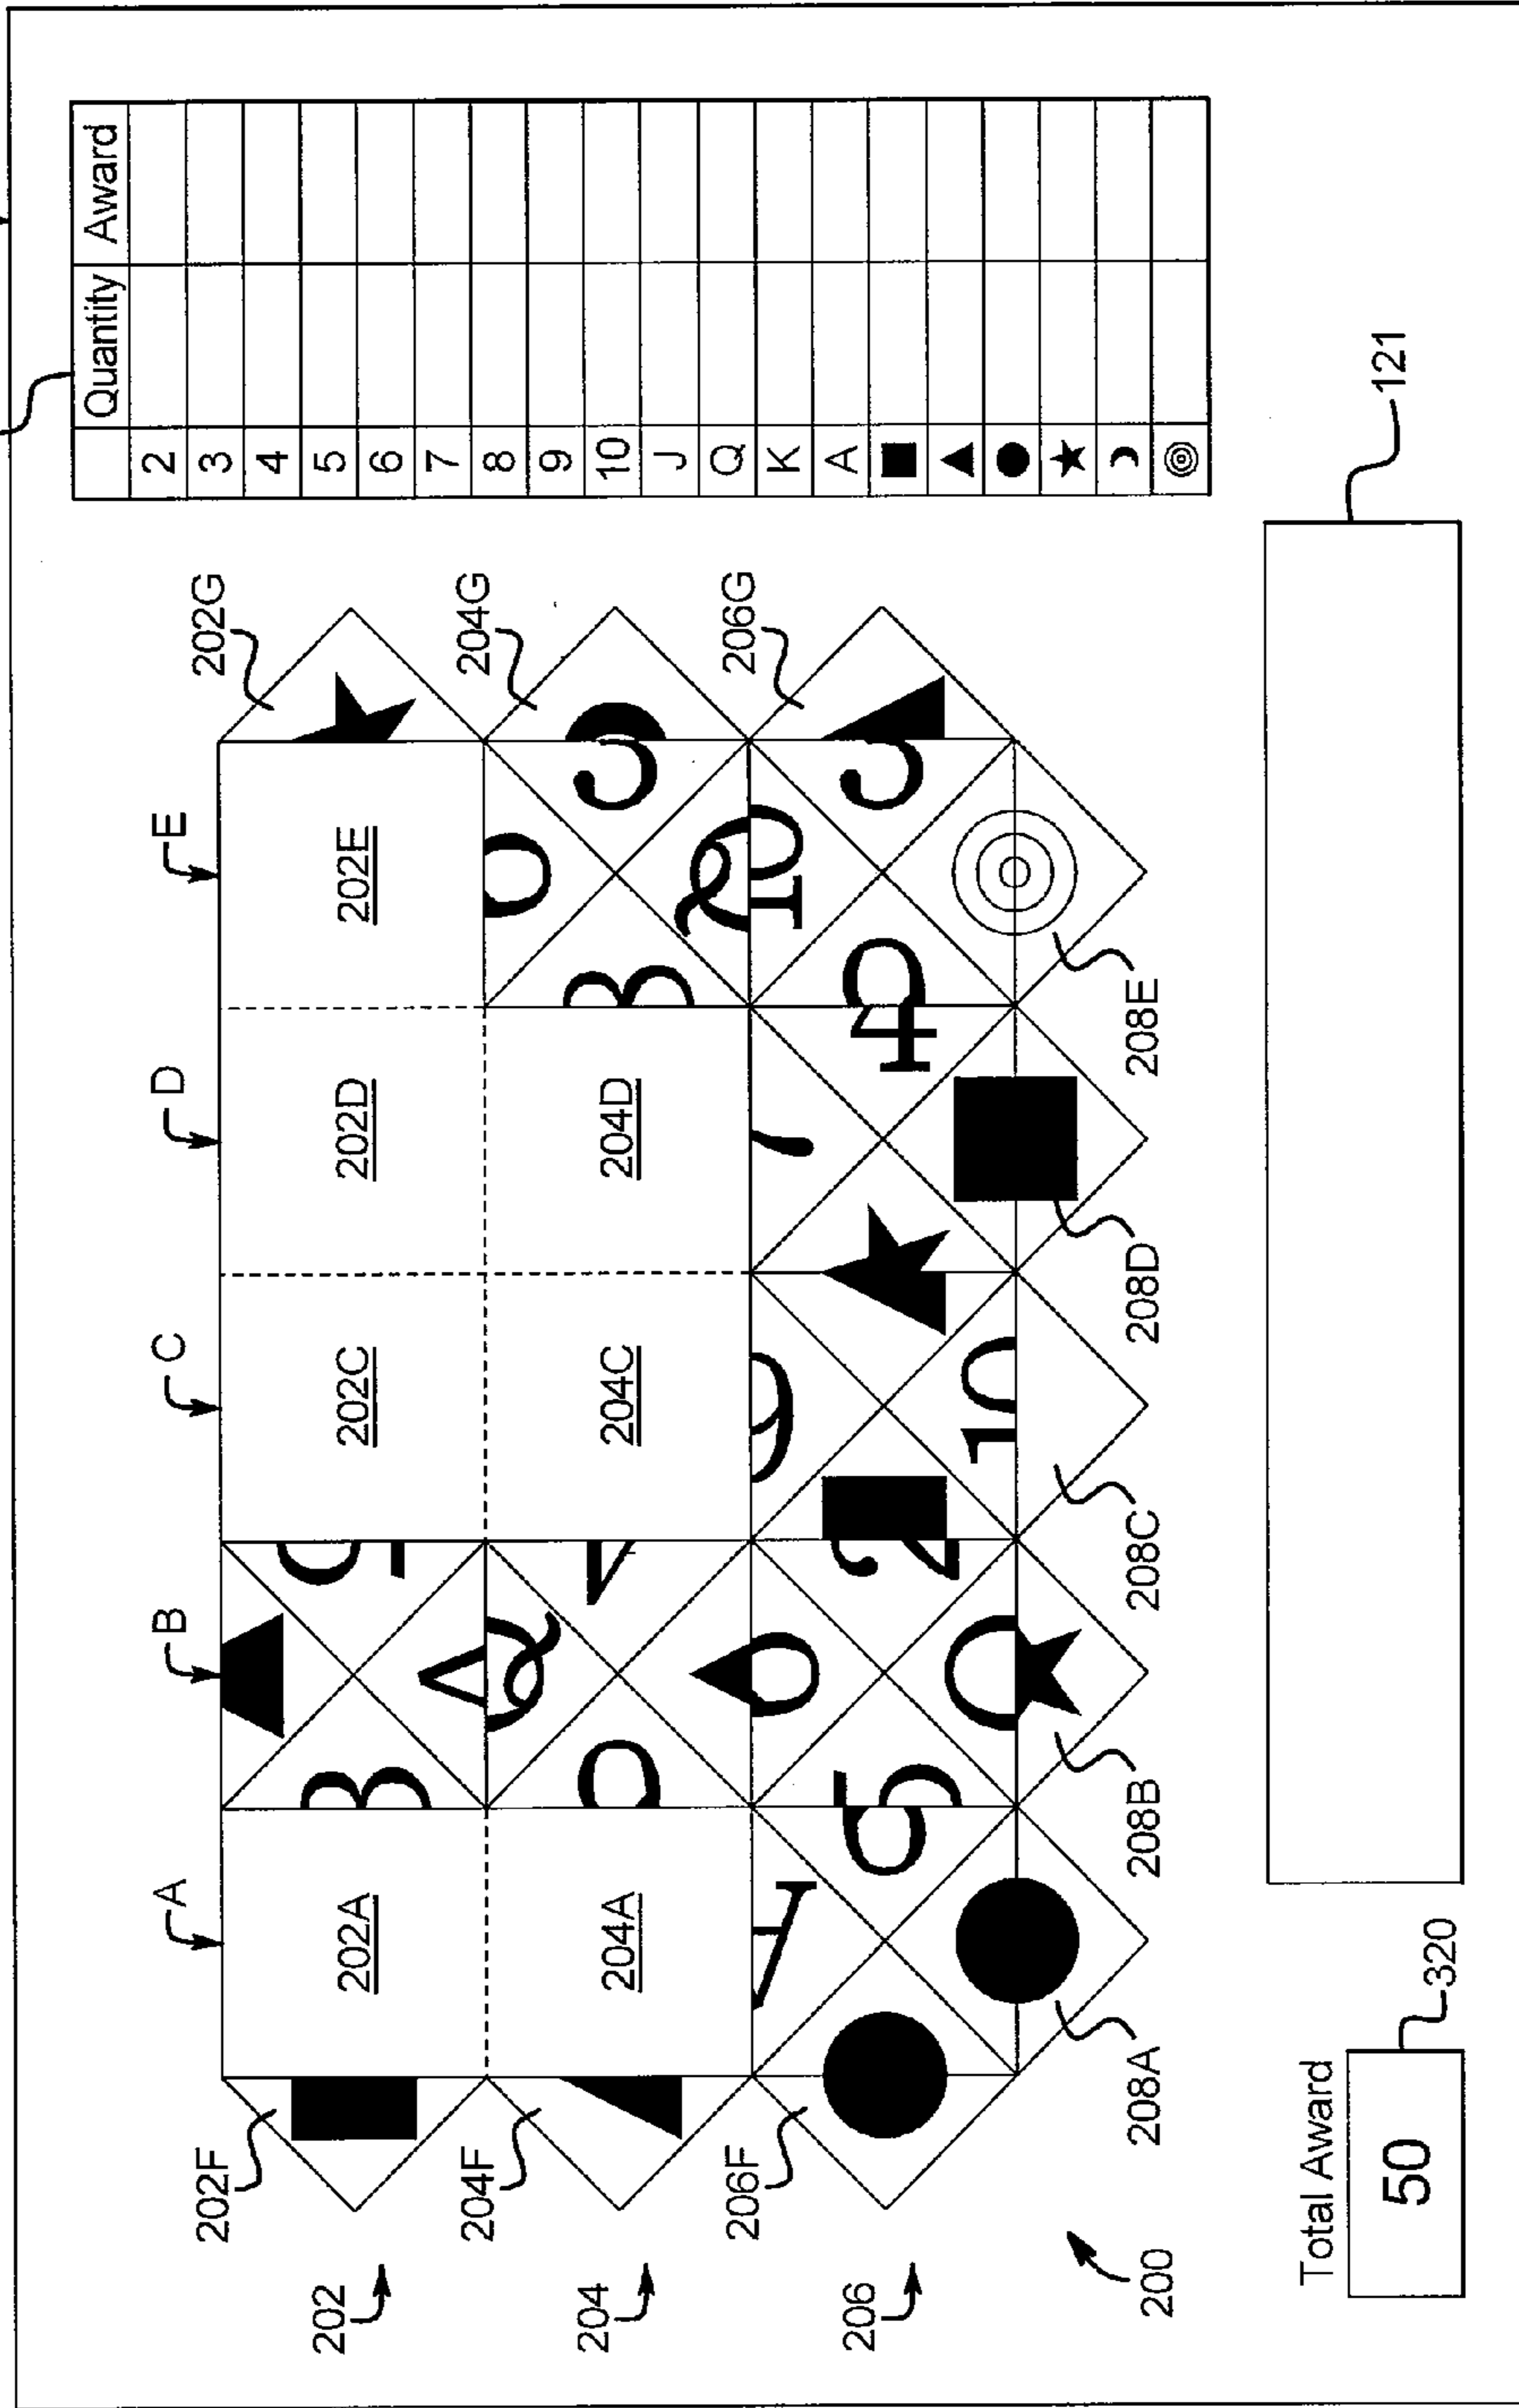 A B C D E
202F 202G
202 202A 202C 202D 202E
204F 204G
204 204A 204C 204D
206F 206G
206
208A 208B 208C 208D 208E
200
Quantity Award
2
3
4
5
6
7
8
9
10
J
Q
K
A
Total Award
50
320
121